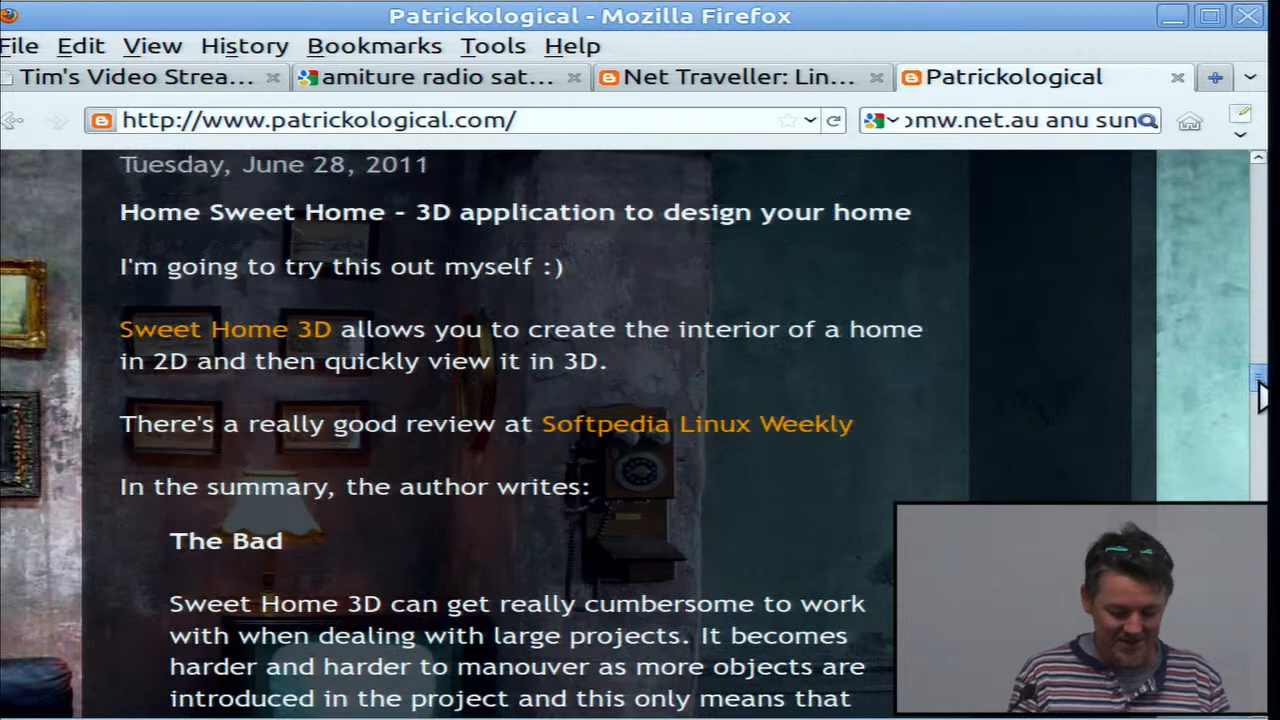 Patrickological - Mozilla Firefox
File Edit View History Bookmarks Tools Help
Tim's Video Strea... amiture radio sat... Net Traveller: Lin... Patrickological
http://www.patrickological.com/ omw.net.au anu sun
Tuesday, June 28, 2011
Home Sweet Home - 3D application to design your home
I'm going to try this out myself :)
Sweet Home 3D allows you to create the interior of a home
in 2D and then quickly view it in 3D.
There's a really good review at Softpedia Linux Weekly
In the summary, the author writes:
The Bad
Sweet Home 3D can get really cumbersome to work
with when dealing with large projects. It becomes
harder and harder to manouver as more objects are
introduced in the project and this only means that